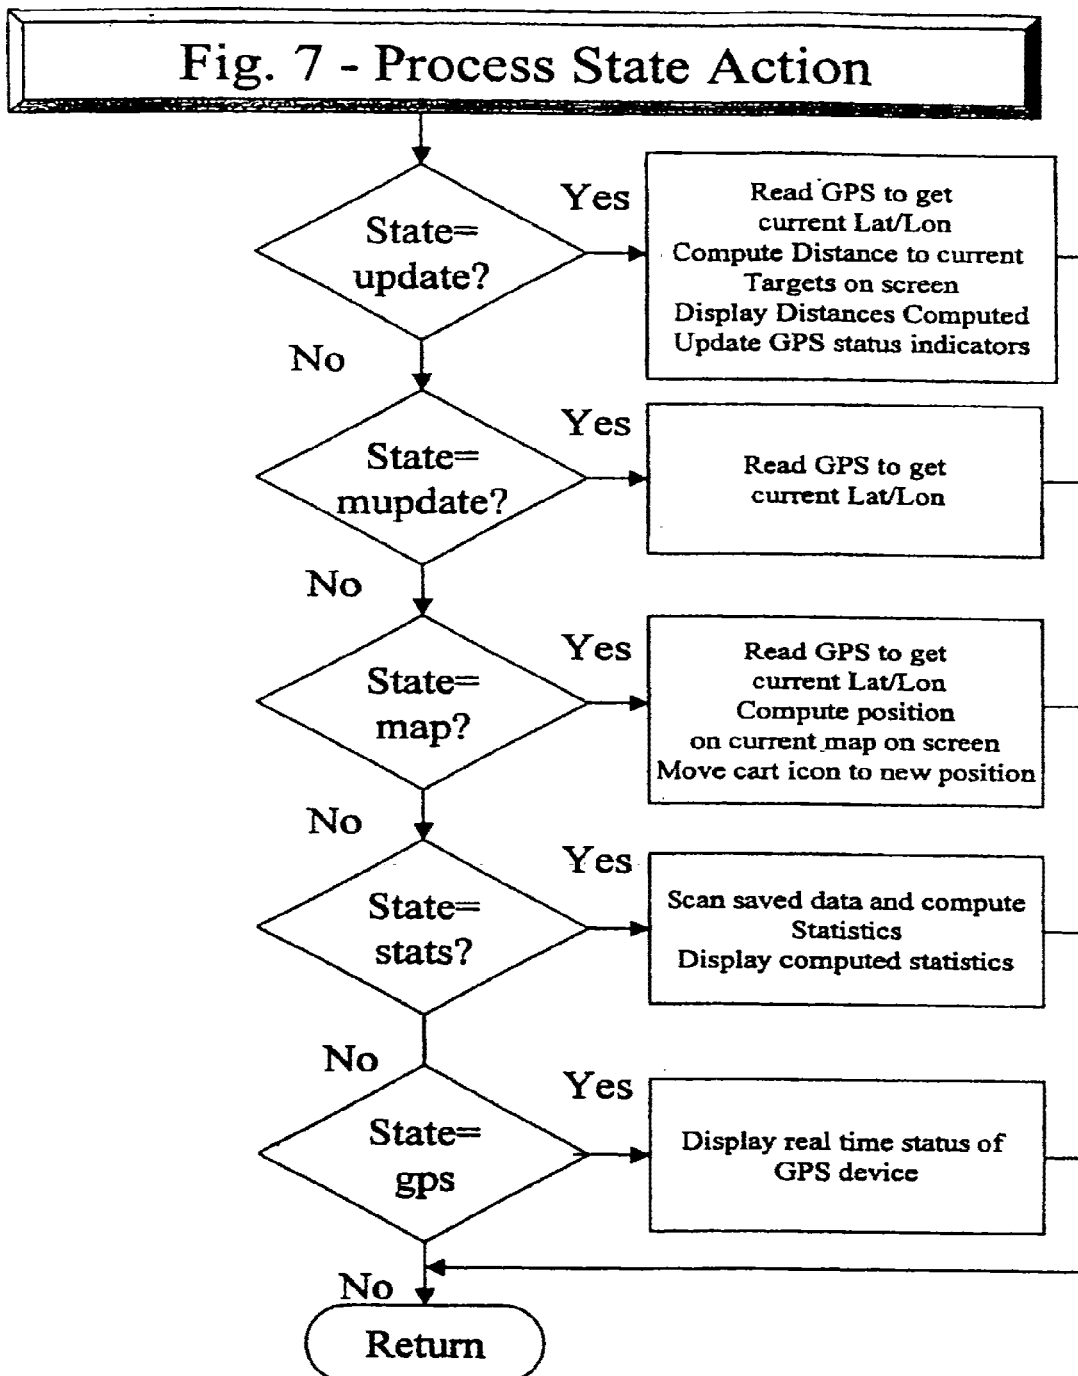 Fig. 7 - Process State Action
State=
update?
Yes
Read GPS to get
current Lat/Lon
Compute Distance to current
Targets on screen
Display Distances Computed
Update GPS status indicators
No
State=
mupdate?
Yes
Read GPS to get
current Lat/Lon
No
State=
map?
Yes
Read GPS to get
current Lat/Lon
Compute position
on current map on screen
Move cart icon to new position
No
State=
stats?
Yes
Scan saved data and compute
Statistics
Display computed statistics
No
State=
gps
Yes
Display real time status of
GPS device
No
Return